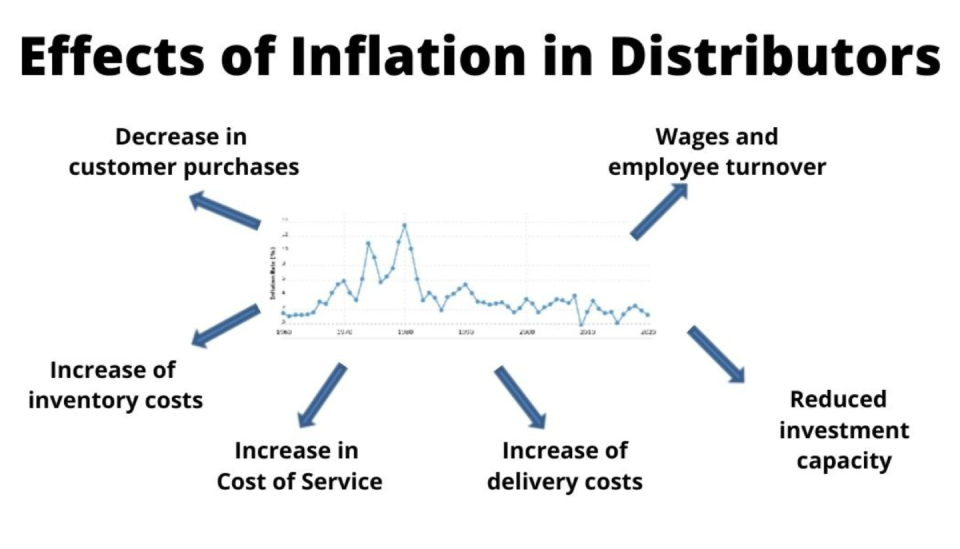 Effects of Inflation in Distributors
Decrease in
customer purchases
Wages and
employee turnover
Inflation Rate (%)
1960 1970 1980 1990 2000 2010 2020
Increase of
inventory costs
Increase in
Cost of Service
Increase of
delivery costs
Reduced
investment
capacity